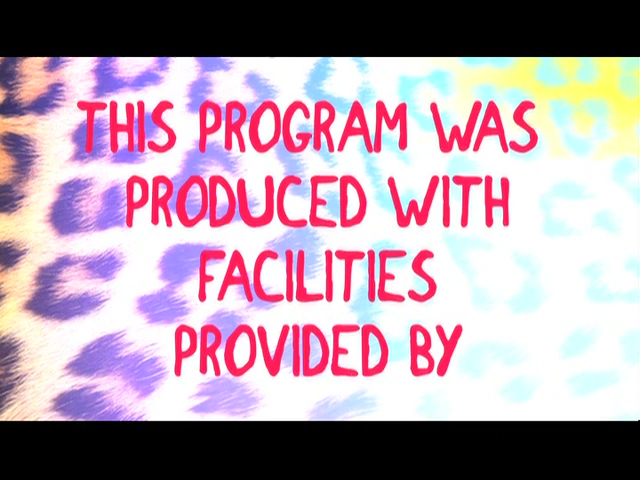 THIS PROGRAM WAS
PRODUCED WITH
FACILITIES
PROVIDED BY